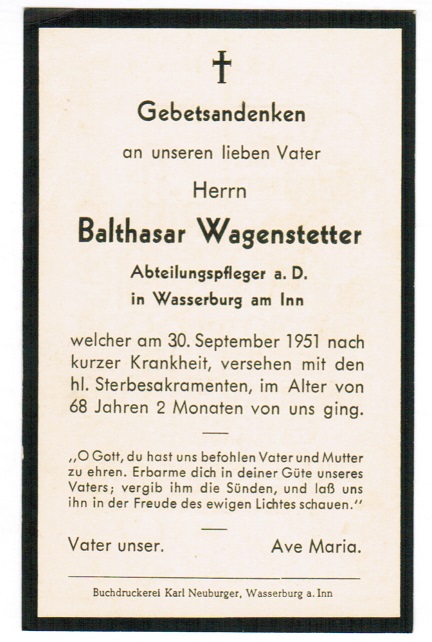 Gebetsandenken
an unseren lieben Vater
Herrn
Balthasar Wagenstetter
Abteilungspfleger a. D.
in Wasserburg am Inn
welcher am 30. September 1951 nach
kurzer Krankheit, versehen mit den
hl. Sterbesakramenten, im Alter von
68 Jahren 2 Monaten von uns ging.
„O Gott, du hast uns befohlen Vater und Mutter
zu ehren. Erbarme dich in deiner Güte unseres
Vaters; vergib ihm die Sünden, und laß uns
ihn in der Freude des ewigen Lichtes schauen.“
Vater unser. Ave Maria.
Buchdruckerei Karl Neuburger, Wasserburg a. Inn